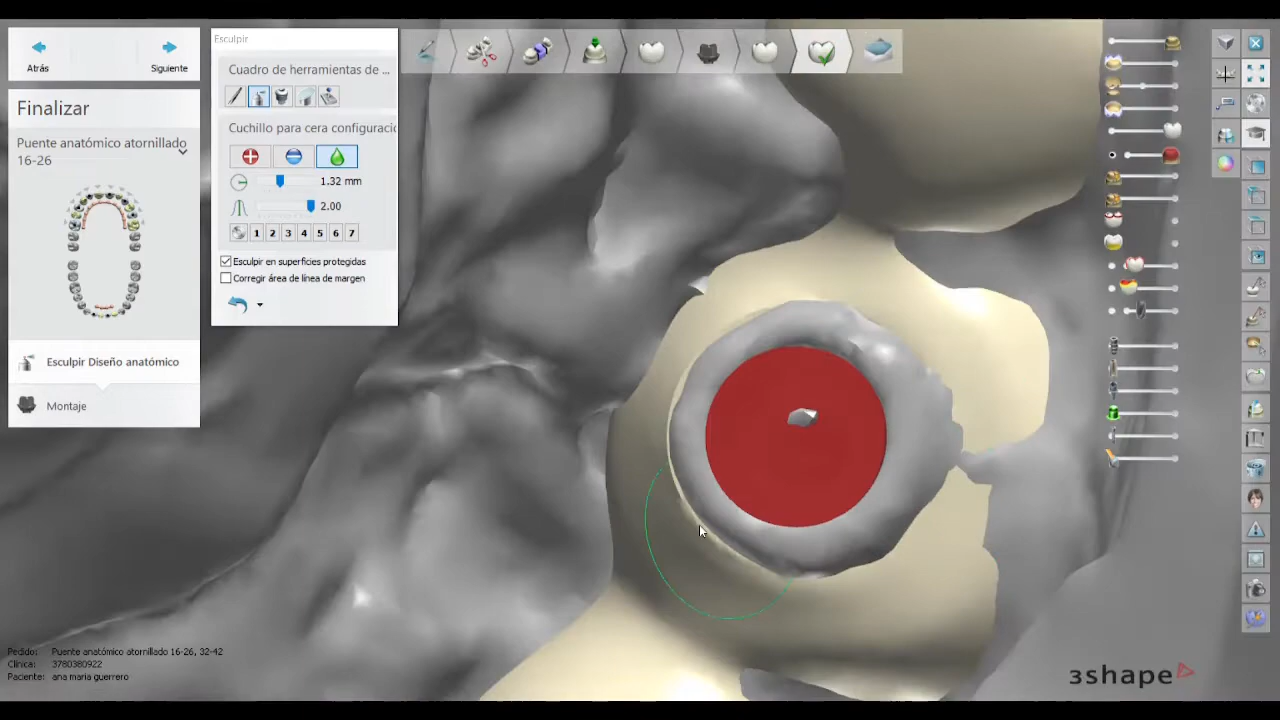 Atrás
Siguiente
Finalizar
Puente anatómico atornillado
16-26
Esculpir Diseño anatómico
Montaje
Esculpir
Cuadro de herramientas de ...
Cuchillo para cera configuració
1.32 mm
2.00
1 2 3 4 5 6 7
Esculpir en superficies protegidas
Corregir área de línea de margen
Pedido: Puente anatómico atornillado 16-26, 32-42
Clínica: 3780380922
Paciente: ana maria guerrero
3shape